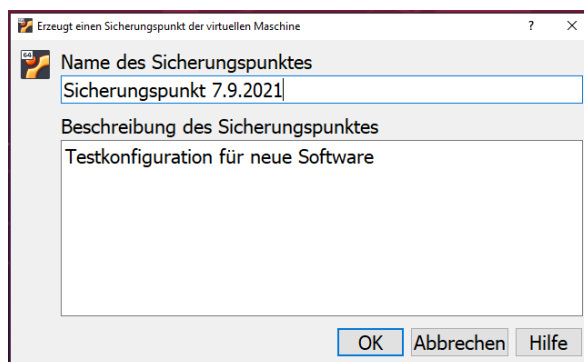 Erzeugt einen Sicherungspunkt der virtuellen Maschine
64
Name des Sicherungspunktes
Sicherungspunkt 7.9.2021
Beschreibung des Sicherungspunktes
Testkonfiguration für neue Software
OK Abbrechen Hilfe